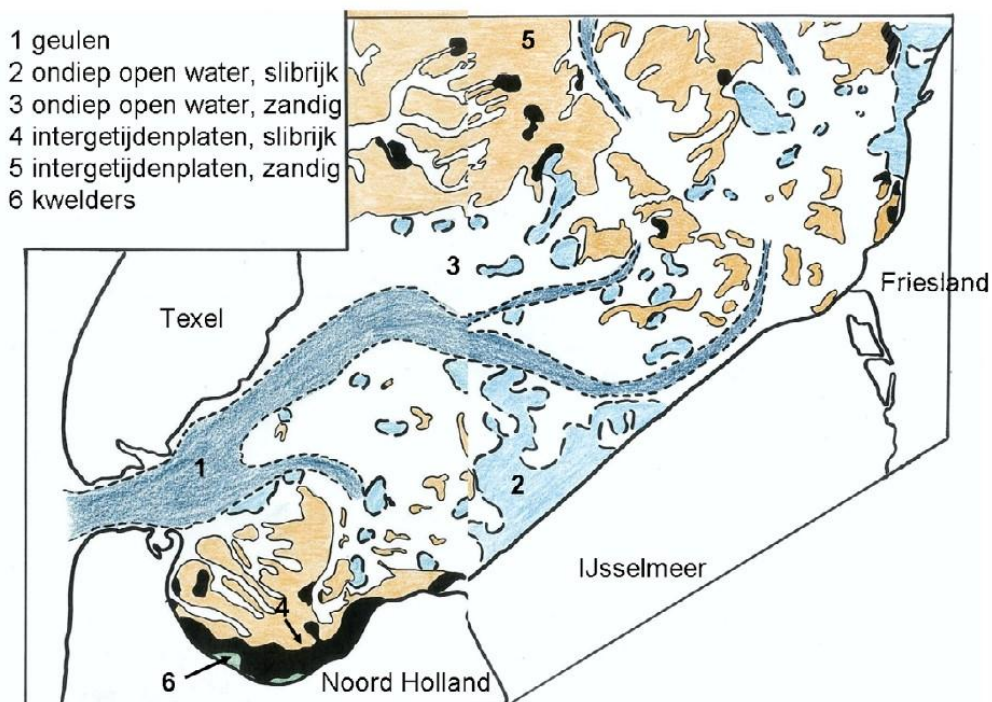 1 geulen
2 ondiep open water, slibrijk
3 ondiep open water, zandig
4 intergetijdenplaten, slibrijk
5 intergetijdenplaten, zandig
6 kwelders
5
3
Texel
Friesland
1
2
IJsselmeer
4
6
Noord Holland